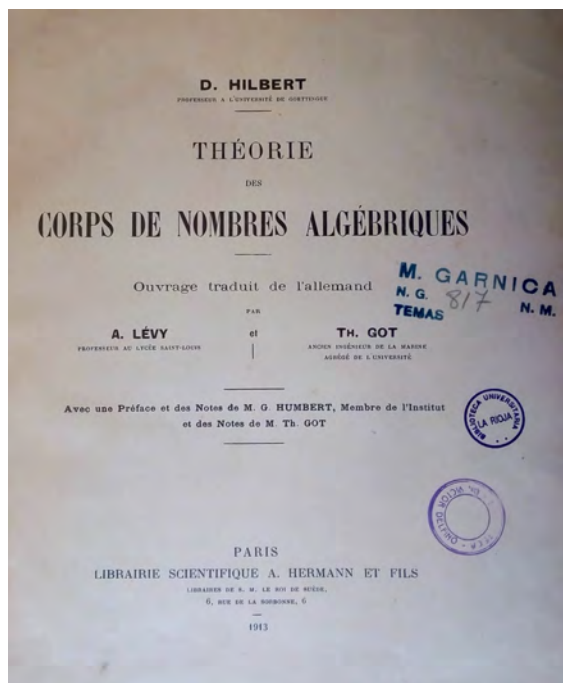 D. HILBERT
PROFESSEUR A L'UNIVERSITÉ DE GOETTINGUE
THÉORIE
DES
CORPS DE NOMBRES ALGÉBRIQUES
Ouvrage traduit de l'allemand
PAR
A. LÉVY
PROFESSEUR AU LYCÉE SAINT-LOUIS
et
TH. GOT
ANCIEN INGÉNIEUR DE LA MARINE
AGRÉGÉ DE L'UNIVERSITÉ
M. GARNICA
N. G. 817 N. M.
TEMAS
Avec une Préface et des Notes de M. G. HUMBERT, Membre de l'Institut
et des Notes de M. Th. GOT
BIBLIOTECA UNIVERSITARIA
LA RIOJA
VICTOR DELFINO
PARIS
LIBRAIRIE SCIENTIFIQUE A. HERMANN ET FILS
LIBRAIRES DE S. M. LE ROI DE SUÈDE,
6, RUE DE LA SORBONNE, 6
1913